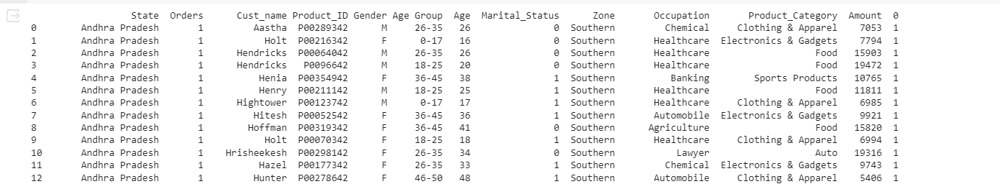 State Orders Cust_name Product_ID Gender Age Group Age Marital_Status Zone Occupation Product_Category Amount 0
0 Andhra Pradesh 1 Aastha P00289342 M 26-35 26 0 Southern Chemical Clothing & Apparel 7053 1
1 Andhra Pradesh 1 Holt P00216342 F 0-17 16 0 Southern Healthcare Electronics & Gadgets 7794 1
2 Andhra Pradesh 1 Hendricks P00064042 M 26-35 26 0 Southern Healthcare Food 15903 1
3 Andhra Pradesh 1 Hendricks P0096642 M 18-25 20 0 Southern Healthcare Food 19472 1
4 Andhra Pradesh 1 Henia P00354942 F 36-45 38 1 Southern Banking Sports Products 10765 1
5 Andhra Pradesh 1 Henry P00211142 M 18-25 25 1 Southern Healthcare Food 11811 1
6 Andhra Pradesh 1 Hightower P00123742 M 0-17 17 1 Southern Healthcare Clothing & Apparel 6985 1
7 Andhra Pradesh 1 Hitesh P00052542 F 36-45 36 1 Southern Automobile Electronics & Gadgets 9921 1
8 Andhra Pradesh 1 Hoffman P00319342 F 36-45 41 0 Southern Agriculture Food 15820 1
9 Andhra Pradesh 1 Holt P00070342 F 18-25 18 1 Southern Healthcare Clothing & Apparel 6994 1
10 Andhra Pradesh 1 Hrisheekesh P00298142 F 26-35 34 0 Southern Lawyer Auto 19316 1
11 Andhra Pradesh 1 Hazel P00177342 F 26-35 33 1 Southern Chemical Electronics & Gadgets 9743 1
12 Andhra Pradesh 1 Hunter P00278642 F 46-50 48 1 Southern Automobile Clothing & Apparel 5406 1